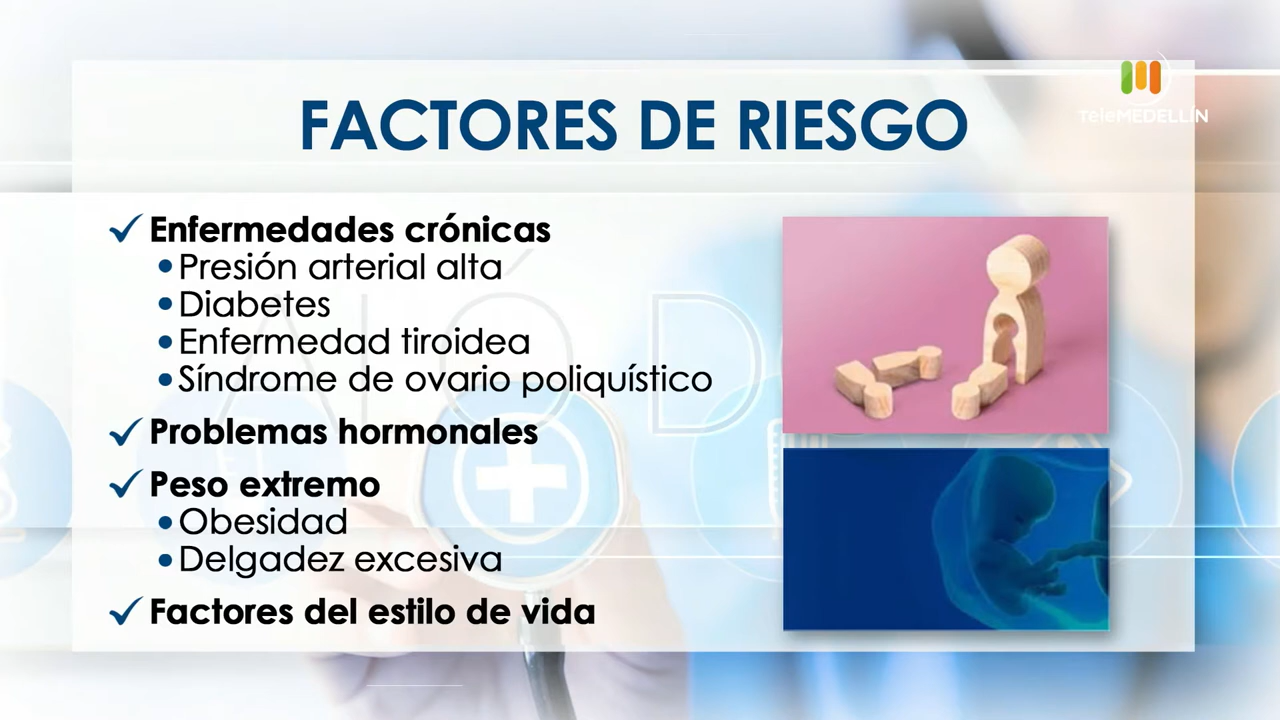 TeleMEDELLÍN
FACTORES DE RIESGO
✓ Enfermedades crónicas
• Presión arterial alta
• Diabetes
• Enfermedad tiroidea
• Síndrome de ovario poliquístico
✓ Problemas hormonales
✓ Peso extremo
• Obesidad
• Delgadez excesiva
✓ Factores del estilo de vida